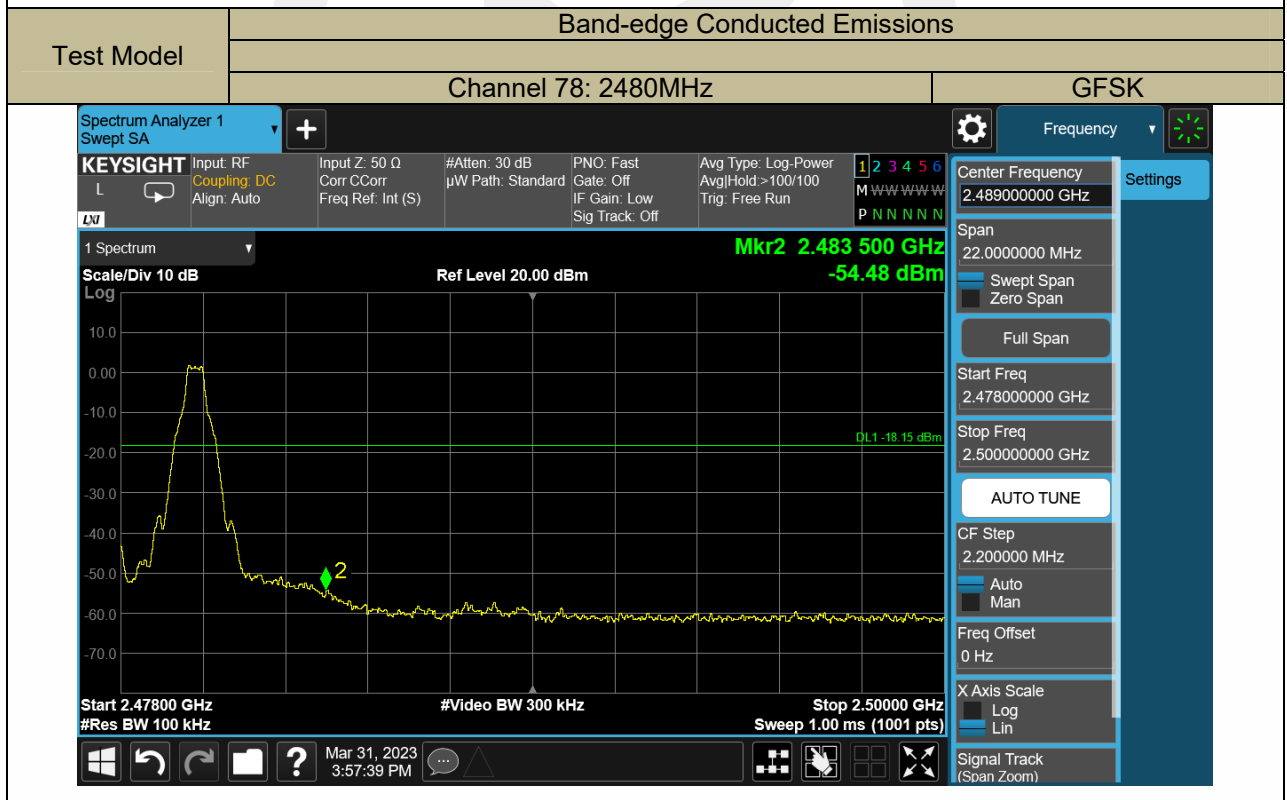 Band-edge Conducted Emissions
Test Model
Channel 78: 2480MHz
GFSK
Spectrum Analyzer 1
Swept SA
+
Frequency
KEYSIGHT
L
LXI
Input: RF
Coupling: DC
Align: Auto
Input Z: 50 Ω
Corr CCorr
Freq Ref: Int (S)
#Atten: 30 dB
µW Path: Standard
PNO: Fast
Gate: Off
IF Gain: Low
Sig Track: Off
Avg Type: Log-Power
Avg|Hold:>100/100
Trig: Free Run
1 2 3 4 5 6
M W W W W W
P N N N N N
1 Spectrum
Mkr2 2.483 500 GHz
-54.48 dBm
Scale/Div 10 dB
Ref Level 20.00 dBm
Log
10.0
0.00
-10.0
-20.0
-30.0
-40.0
-50.0
-60.0
-70.0
DL1 -18.15 dBm
2
Start 2.47800 GHz
#Res BW 100 kHz
#Video BW 300 kHz
Stop 2.50000 GHz
Sweep 1.00 ms (1001 pts)
Center Frequency
2.489000000 GHz
Settings
Span
22.0000000 MHz
Swept Span
Zero Span
Full Span
Start Freq
2.478000000 GHz
Stop Freq
2.500000000 GHz
AUTO TUNE
CF Step
2.200000 MHz
Auto
Man
Freq Offset
0 Hz
X Axis Scale
Log
Lin
Signal Track
(Span Zoom)
?
Mar 31, 2023
3:57:39 PM